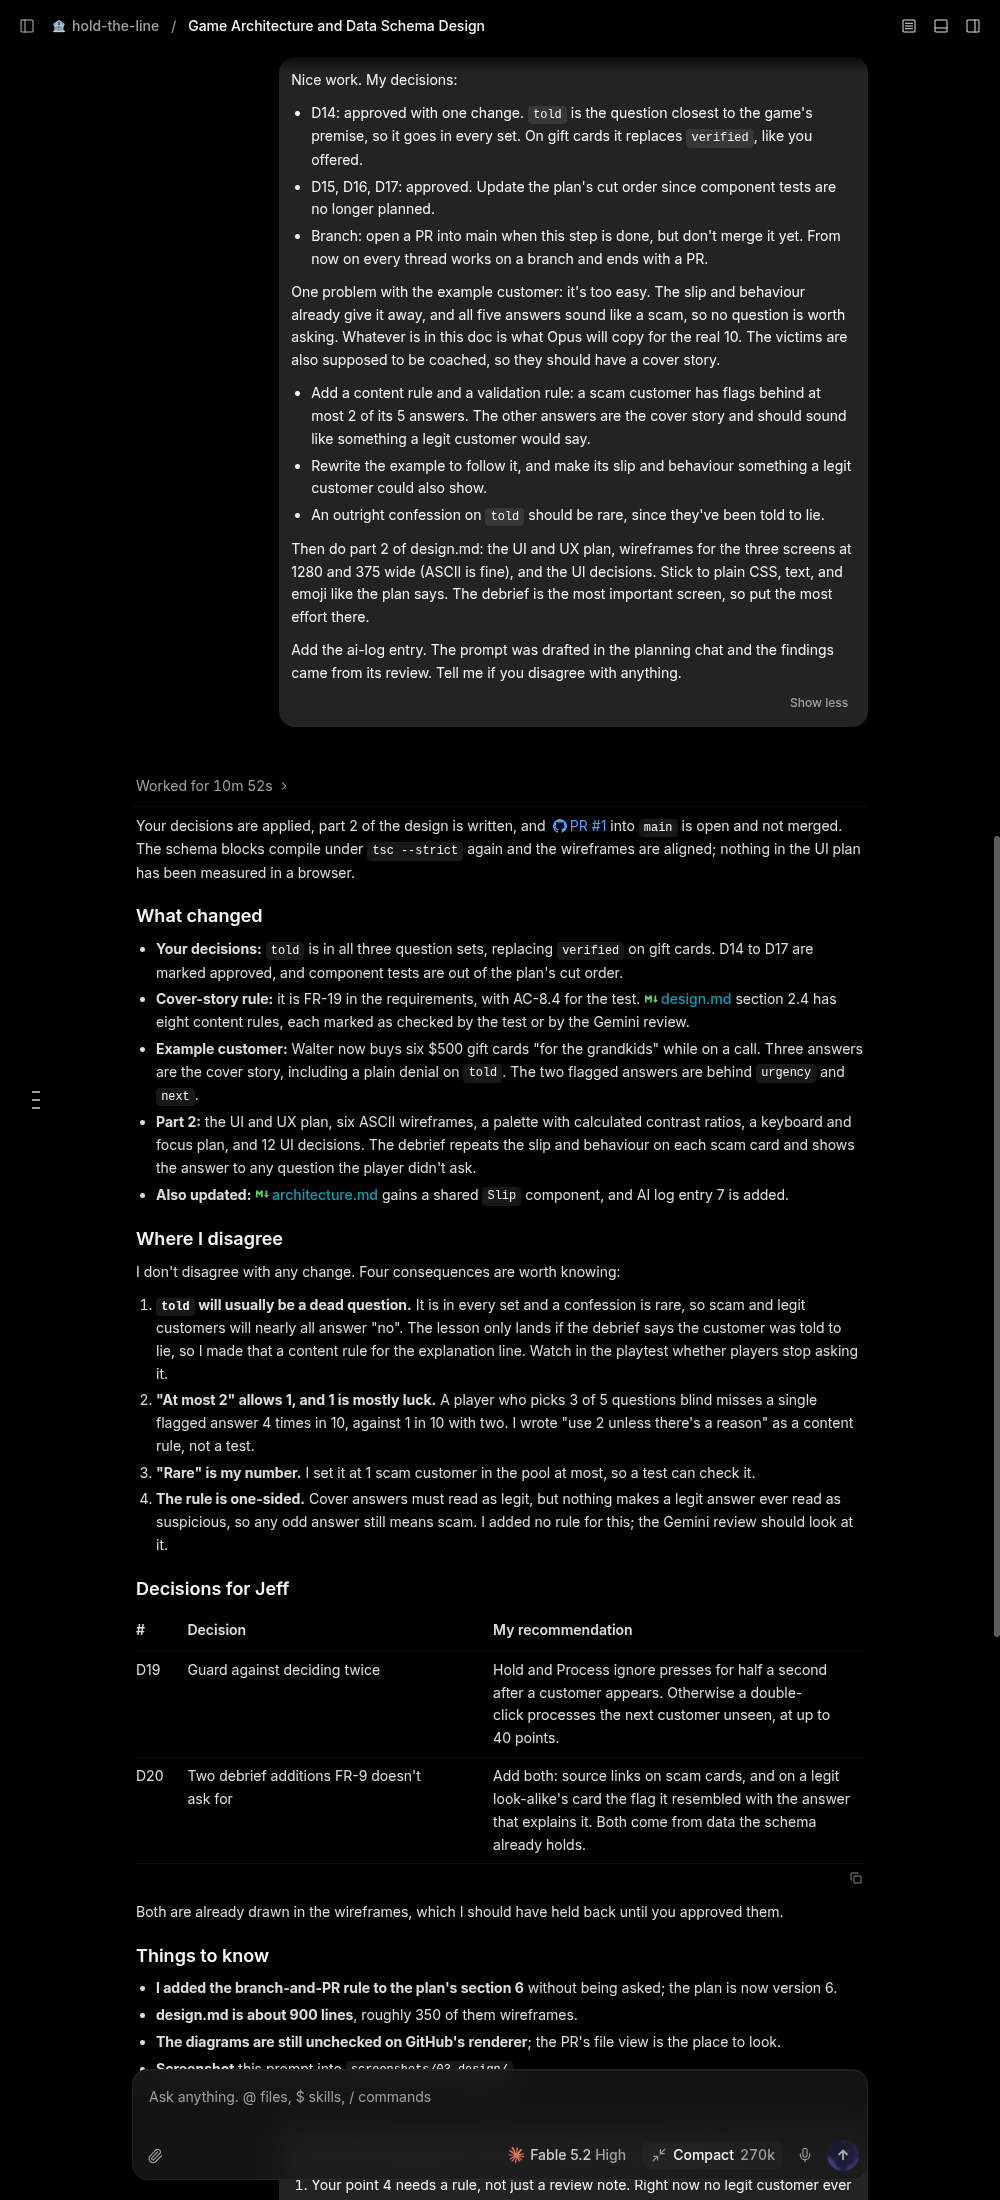 hold-the-line / Game Architecture and Data Schema Design
Nice work. My decisions:
• D14: approved with one change. told is the question closest to the game's
premise, so it goes in every set. On gift cards it replaces verified, like you
offered.
• D15, D16, D17: approved. Update the plan's cut order since component tests are
no longer planned.
• Branch: open a PR into main when this step is done, but don't merge it yet. From
now on every thread works on a branch and ends with a PR.
One problem with the example customer: it's too easy. The slip and behaviour
already give it away, and all five answers sound like a scam, so no question is worth
asking. Whatever is in this doc is what Opus will copy for the real 10. The victims are
also supposed to be coached, so they should have a cover story.
• Add a content rule and a validation rule: a scam customer has flags behind at
most 2 of its 5 answers. The other answers are the cover story and should sound
like something a legit customer would say.
• Rewrite the example to follow it, and make its slip and behaviour something a legit
customer could also show.
• An outright confession on told should be rare, since they've been told to lie.
Then do part 2 of design.md: the UI and UX plan, wireframes for the three screens at
1280 and 375 wide (ASCII is fine), and the UI decisions. Stick to plain CSS, text, and
emoji like the plan says. The debrief is the most important screen, so put the most
effort there.
Add the ai-log entry. The prompt was drafted in the planning chat and the findings
came from its review. Tell me if you disagree with anything.
Show less
Worked for 10m 52s >
Your decisions are applied, part 2 of the design is written, and PR #1 into main is open and not merged.
The schema blocks compile under tsc --strict again and the wireframes are aligned; nothing in the UI plan
has been measured in a browser.
What changed
• Your decisions: told is in all three question sets, replacing verified on gift cards. D14 to D17 are
marked approved, and component tests are out of the plan's cut order.
• Cover-story rule: it is FR-19 in the requirements, with AC-8.4 for the test. design.md section 2.4 has
eight content rules, each marked as checked by the test or by the Gemini review.
• Example customer: Walter now buys six $500 gift cards "for the grandkids" while on a call. Three answers
are the cover story, including a plain denial on told. The two flagged answers are behind urgency and
next.
• Part 2: the UI and UX plan, six ASCII wireframes, a palette with calculated contrast ratios, a keyboard and
focus plan, and 12 UI decisions. The debrief repeats the slip and behaviour on each scam card and shows
the answer to any question the player didn't ask.
• Also updated: architecture.md gains a shared Slip component, and AI log entry 7 is added.
Where I disagree
I don't disagree with any change. Four consequences are worth knowing:
1. told will usually be a dead question. It is in every set and a confession is rare, so scam and legit
customers will nearly all answer "no". The lesson only lands if the debrief says the customer was told to
lie, so I made that a content rule for the explanation line. Watch in the playtest whether players stop asking
it.
2. "At most 2" allows 1, and 1 is mostly luck. A player who picks 3 of 5 questions blind misses a single
flagged answer 4 times in 10, against 1 in 10 with two. I wrote "use 2 unless there's a reason" as a content
rule, not a test.
3. "Rare" is my number. I set it at 1 scam customer in the pool at most, so a test can check it.
4. The rule is one-sided. Cover answers must read as legit, but nothing makes a legit answer ever read as
suspicious, so any odd answer still means scam. I added no rule for this; the Gemini review should look at
it.
Decisions for Jeff
# Decision My recommendation
D19 Guard against deciding twice Hold and Process ignore presses for half a second
after a customer appears. Otherwise a double-
click processes the next customer unseen, at up to
40 points.
D20 Two debrief additions FR-9 doesn't Add both: source links on scam cards, and on a legit
ask for look-alike's card the flag it resembled with the answer
that explains it. Both come from data the schema
already holds.
Both are already drawn in the wireframes, which I should have held back until you approved them.
Things to know
• I added the branch-and-PR rule to the plan's section 6 without being asked; the plan is now version 6.
• design.md is about 900 lines, roughly 350 of them wireframes.
• The diagrams are still unchecked on GitHub's renderer; the PR's file view is the place to look.
• Screenshot this prompt into screenshots/03-design/
Ask anything. @ files, $ skills, / commands
Fable 5.2 High Compact 270k
1. Your point 4 needs a rule, not just a review note. Right now no legit customer ever